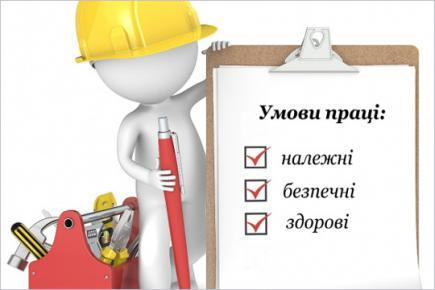 Умови праці:
належні
безпечні
здорові